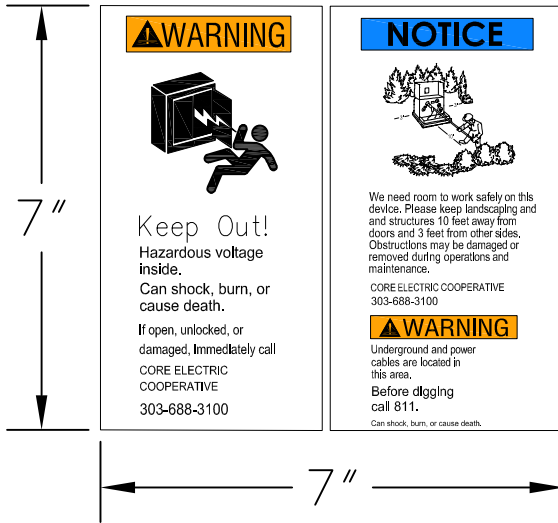 WARNING
Keep Out!
Hazardous voltage
inside.
Can shock, burn, or
cause death.
If open, unlocked, or
damaged, immediately call
CORE ELECTRIC
COOPERATIVE
303-688-3100
NOTICE
We need room to work safely on this
device. Please keep landscaping and
and structures 10 feet away from
doors and 3 feet from other sides.
Obstructions may be damaged or
removed during operations and
maintenance.
CORE ELECTRIC COOPERATIVE
303-688-3100
WARNING
Underground and power
cables are located in
this area.
Before digging
call 811.
Can shock, burn, or cause death.
7"
7"